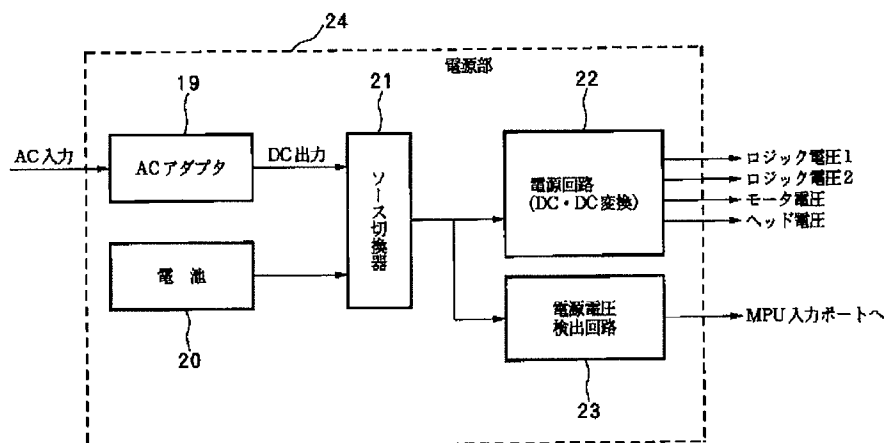 24
電源部
19
21
22
AC入力
ACアダプタ
DC出力
ソース切換器
電源回路
(DC・DC変換)
ロジック電圧1
ロジック電圧2
モータ電圧
ヘッド電圧
電 池
20
電源電圧
検出回路
MPU入力ポートへ
23